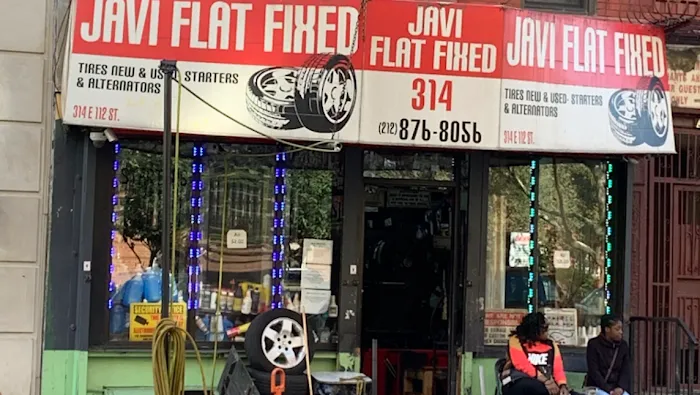 JAVI FLAT FIXED
TIRES NEW & USED STARTERS
& ALTERNATORS
314 E 112 ST.
JAVI
FLAT FIXED
314
(212) 876-8056
JAVI FLAT FIXED
TIRES NEW & USED STARTERS
& ALTERNATORS
314 E 112 ST.
SECURITY
NIKE